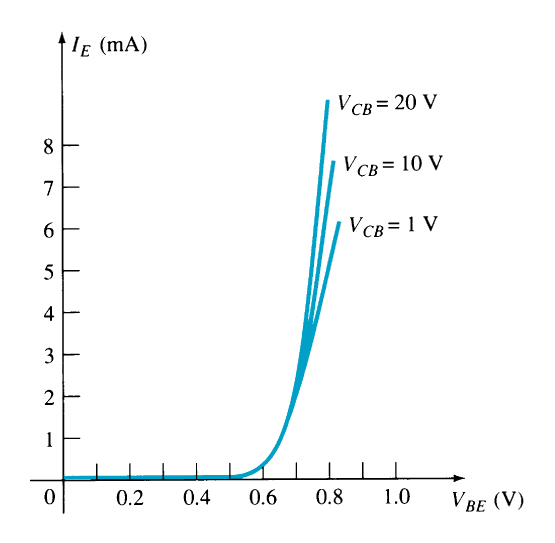 I_E (mA)
V_CB = 20 V
8
V_CB = 10 V
7
6
V_CB = 1 V
5
4
3
2
1
0 0.2 0.4 0.6 0.8 1.0 V_BE (V)